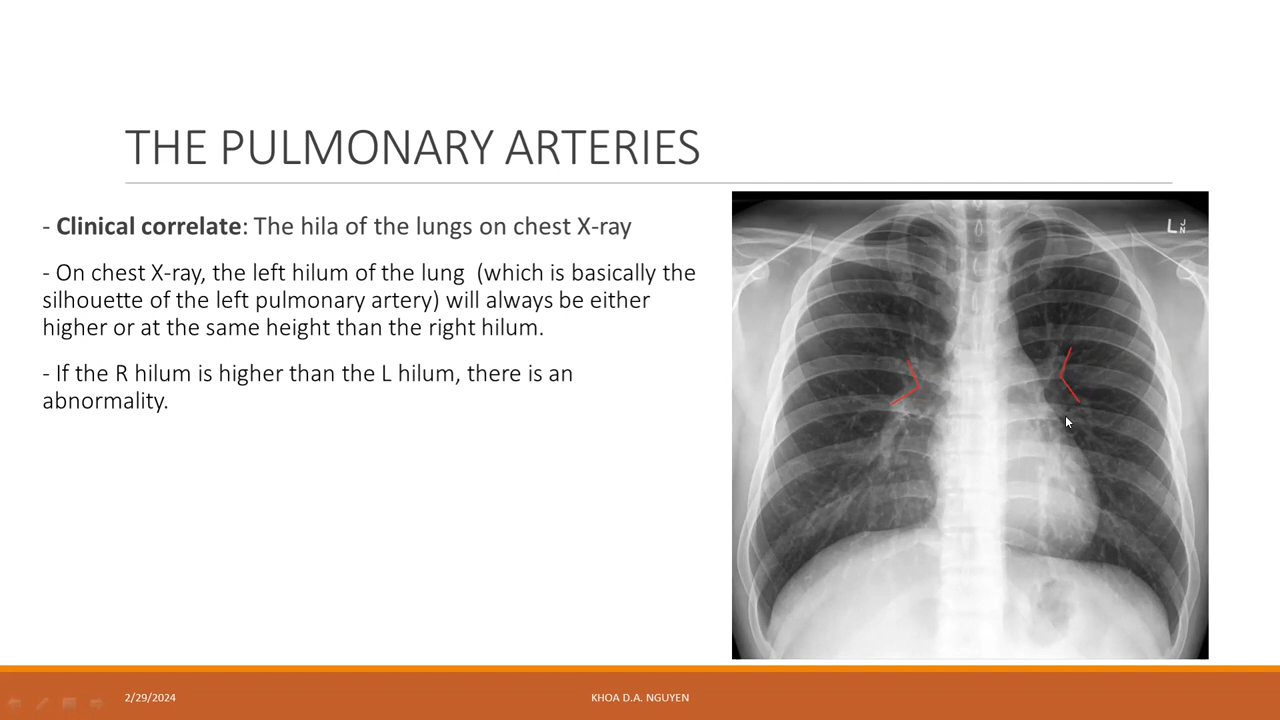 THE PULMONARY ARTERIES
- Clinical correlate: The hila of the lungs on chest X-ray
- On chest X-ray, the left hilum of the lung  (which is basically the
silhouette of the left pulmonary artery) will always be either
higher or at the same height than the right hilum.
- If the R hilum is higher than the L hilum, there is an
abnormality.
L J N
2/29/2024
KHOA D.A. NGUYEN